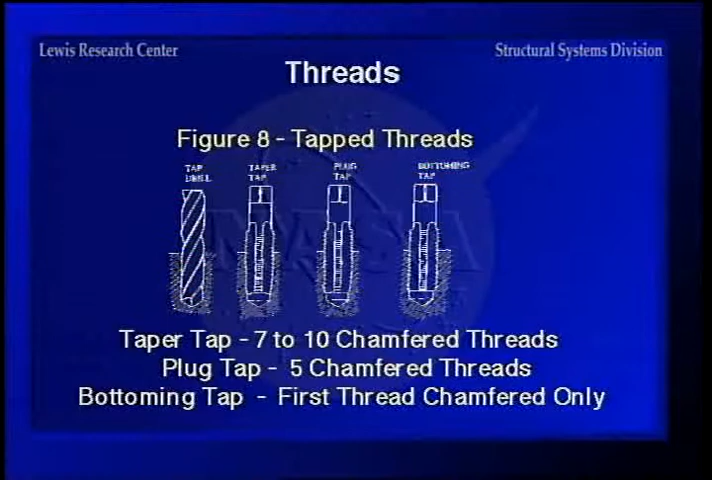 Lewis Research Center
Structural Systems Division
Threads
Figure 8 - Tapped Threads
TAP DRILL
TAPER TAP
PLUG TAP
BOTTOMING TAP
NASA
Taper Tap - 7 to 10 Chamfered Threads
Plug Tap - 5 Chamfered Threads
Bottoming Tap - First Thread Chamfered Only